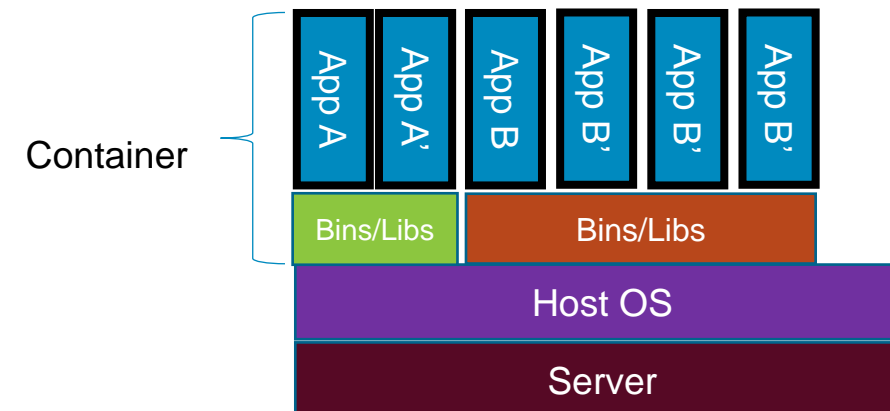 App A
App A’
App B
App B’
App B’
App B’
Container
Bins/Libs
Bins/Libs
Host OS
Server